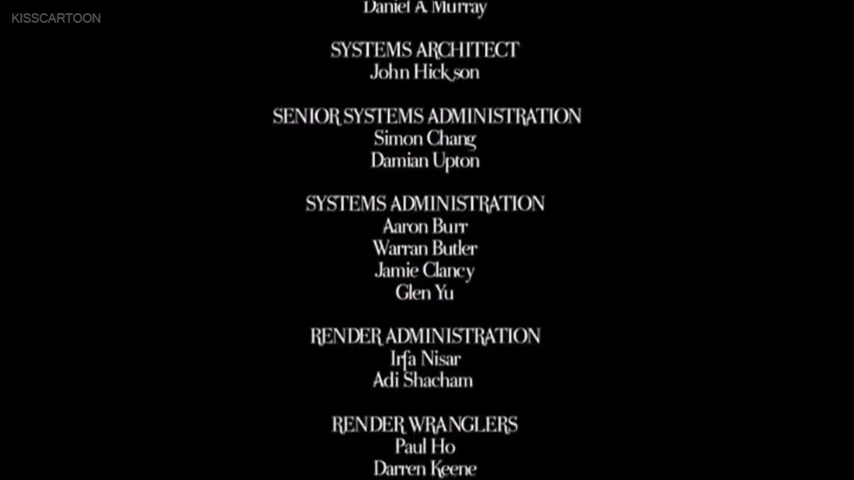 KISSCARTOON
Daniel A. Murray
SYSTEMS ARCHITECT
John Hickson
SENIOR SYSTEMS ADMINISTRATION
Simon Chang
Damian Upton
SYSTEMS ADMINISTRATION
Aaron Burr
Warran Butler
Jamie Clancy
Glen Yu
RENDER ADMINISTRATION
Irfa Nisar
Adi Shacham
RENDER WRANGLERS
Paul Ho
Darren Keene